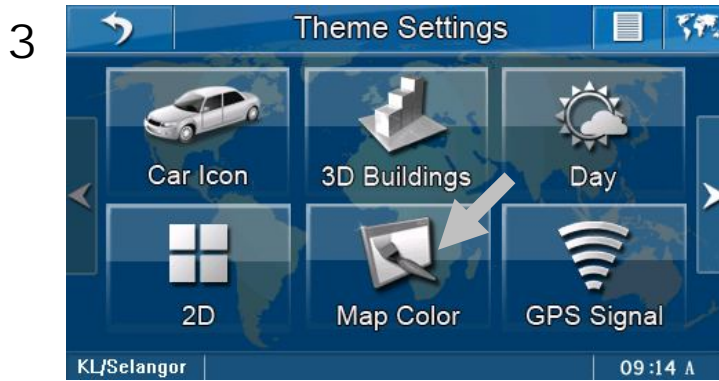 3
Theme Settings
Car Icon
3D Buildings
Day
2D
Map Color
GPS Signal
KL/Selangor
09:14 A